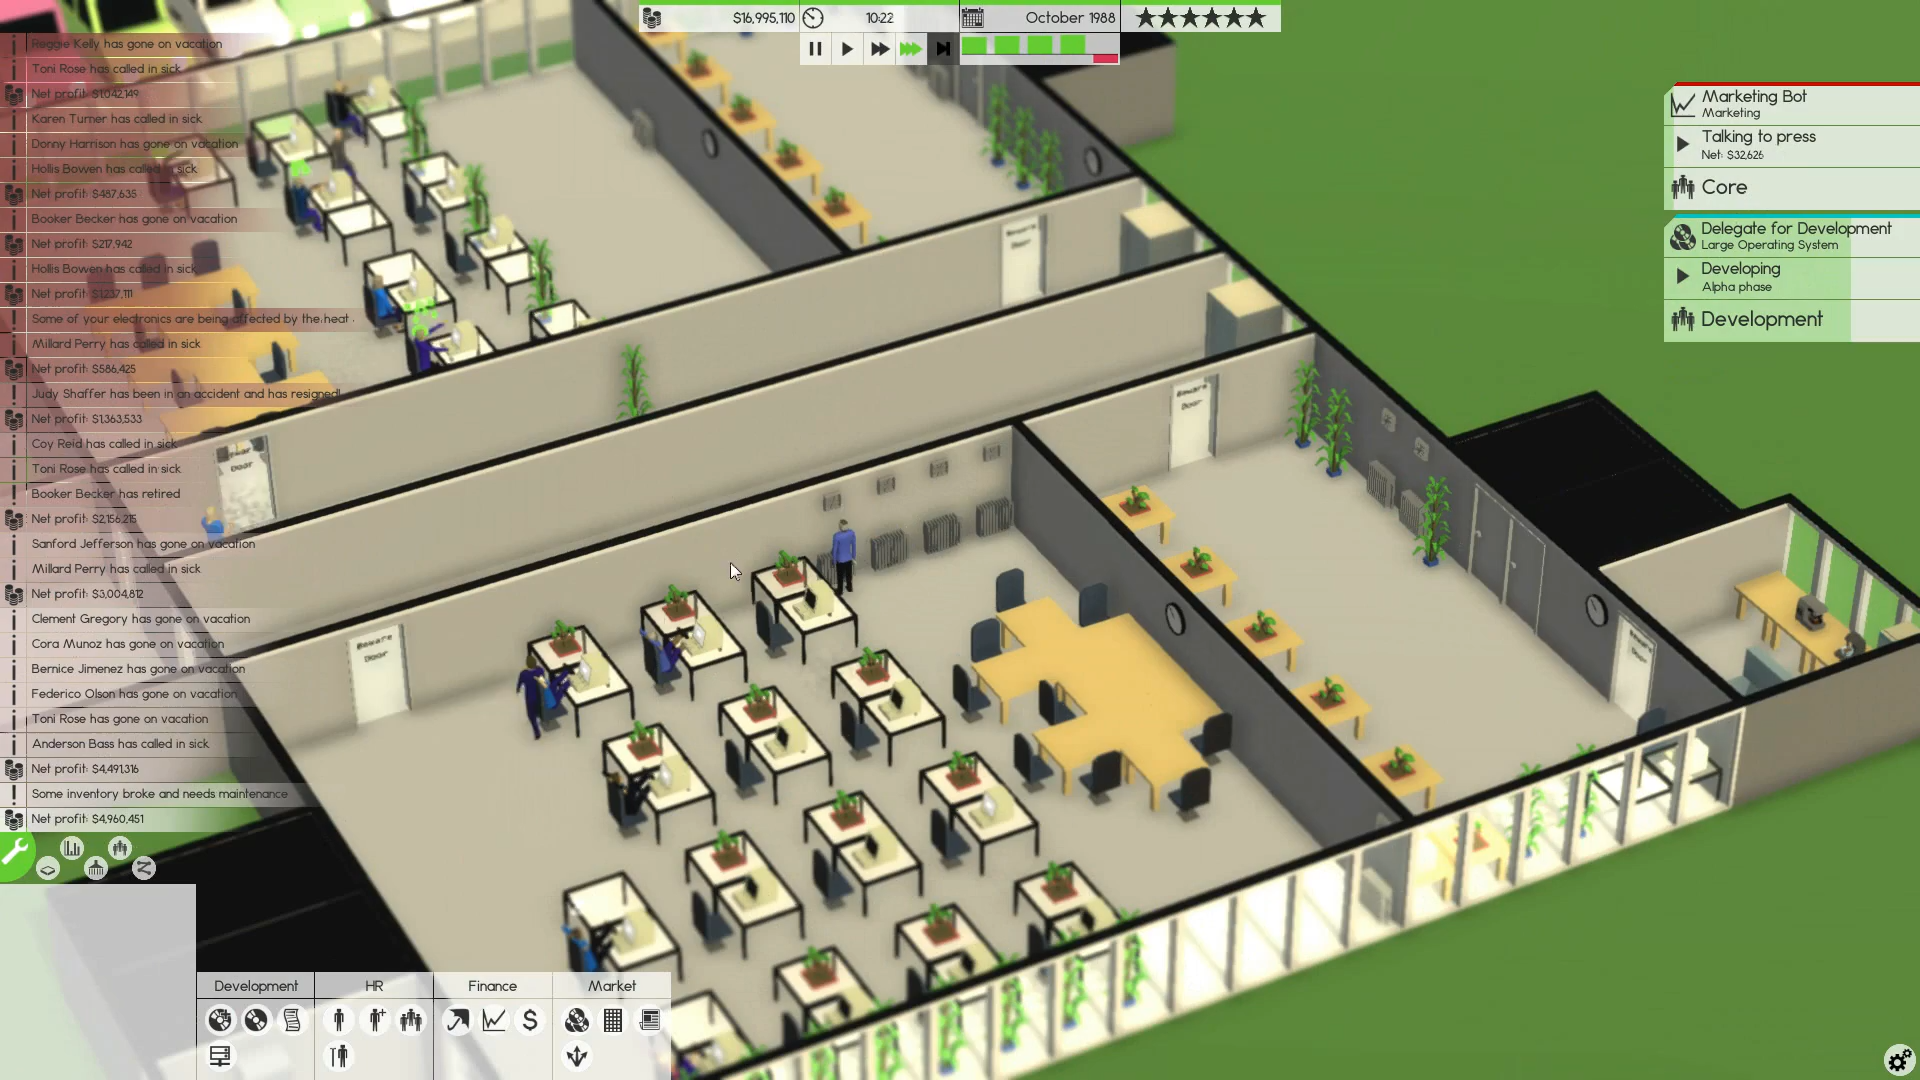 $16,995,110
10:22
October 1988
Reggie Kelly has gone on vacation
Toni Rose has called in sick
Net profit: $1,042,149
Karen Turner has called in sick
Donny Harrison has gone on vacation
Hollis Bowen has called in sick
Net profit: $487,635
Booker Becker has gone on vacation
Net profit: $217,942
Hollis Bowen has called in sick
Net profit: $1,237,111
Some of your electronics are being affected by the heat
Millard Perry has called in sick
Net profit: $586,425
Judy Shaffer has been in an accident and has resigned!
Net profit: $1,363,533
Coy Reid has called in sick
Toni Rose has called in sick
Booker Becker has retired
Net profit: $2,156,215
Sanford Jefferson has gone on vacation
Millard Perry has called in sick
Net profit: $3,004,812
Clement Gregory has gone on vacation
Cora Munoz has gone on vacation
Bernice Jimenez has gone on vacation
Federico Olson has gone on vacation
Toni Rose has gone on vacation
Anderson Bass has called in sick
Net profit: $4,491,316
Some inventory broke and needs maintenance
Net profit: $4,960,451
Marketing Bot
Marketing
Talking to press
Net: $32,626
Core
Delegate for Development
Large Operating System
Developing
Alpha phase
Development
Beware
Door
Beware
Door
Beware
Door
Beware
Door
Door
Development
HR
Finance
Market